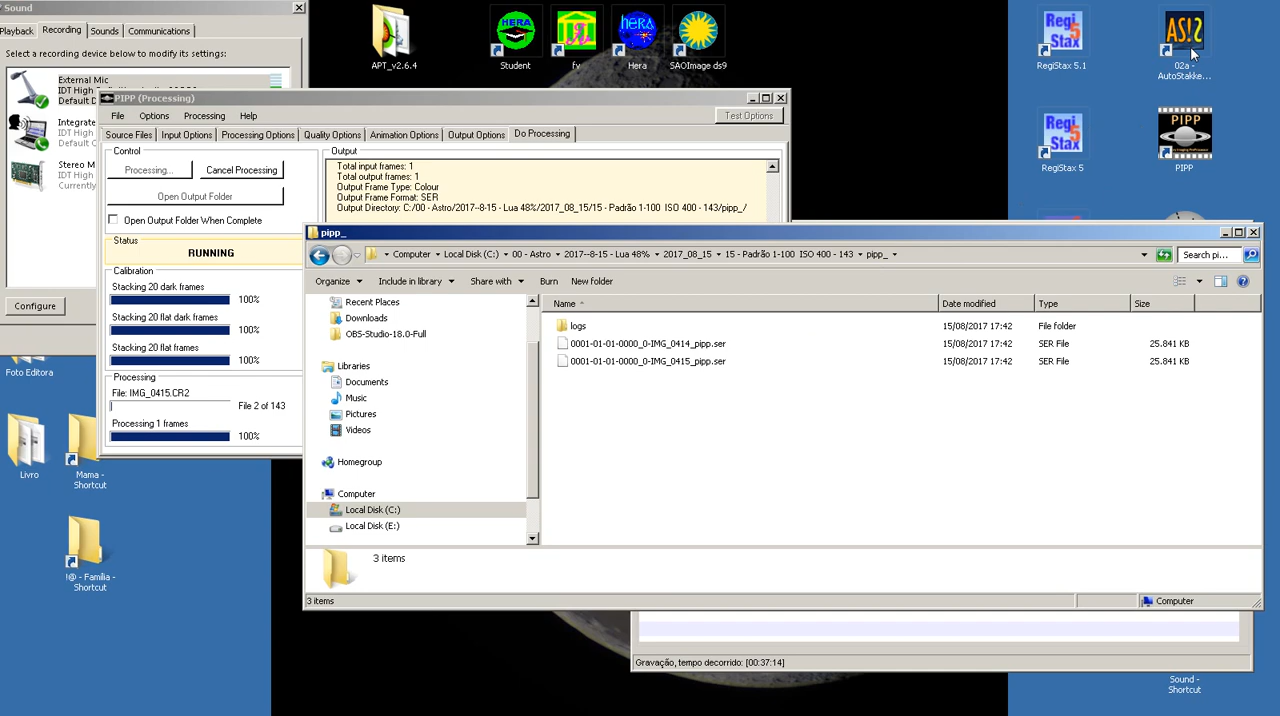 Sound
Playback Recording Sounds Communications
Select a recording device below to modify its settings:
External Mic
IDT High
Default D
Integrate
IDT High
Default
Stereo M
IDT High
Currently
Configure
APT_v2.6.4
Student
fv
Hera
SAOImage ds9
RegiStax 5.1
02a -
AutoStakke...
RegiStax 5
PIPP
PIPP (Processing)
File Options Processing Help
Test Options
Source Files Input Options Processing Options Quality Options Animation Options Output Options Do Processing
Control
Processing... Cancel Processing
Open Output Folder
Open Output Folder When Complete
Status
RUNNING
Calibration
Stacking 20 dark frames
100%
Stacking 20 flat dark frames
100%
Stacking 20 flat frames
100%
Processing
File: IMG_0415.CR2
File 2 of 143
Processing 1 frames
100%
Output
Total input frames: 1
Total output frames: 1
Output Frame Type: Colour
Output Frame Format: SER
Output Directory: C:/00 - Astro/2017--8-15 - Lua 48%/2017_08_15/15 - Padrão 1-100 ISO 400 - 143/pipp_/
pipp_
Computer Local Disk (C:) 00 - Astro 2017--8-15 - Lua 48% 2017_08_15 15 - Padrão 1-100 ISO 400 - 143 pipp_
Search pi...
Organize Include in library Share with Burn New folder
Recent Places
Downloads
OBS-Studio-18.0-Full
Libraries
Documents
Music
Pictures
Videos
Homegroup
Computer
Local Disk (C:)
Local Disk (E:)
Name Date modified Type Size
logs 15/08/2017 17:42 File folder
0001-01-01-0000_0-IMG_0414_pipp.ser 15/08/2017 17:42 SER File 25.841 KB
0001-01-01-0000_0-IMG_0415_pipp.ser 15/08/2017 17:42 SER File 25.841 KB
3 items
3 items
Computer
Foto Editora
Livro
Mama -
Shortcut
!@ - Família -
Shortcut
Gravação, tempo decorrido: [00:37:14]
Sound -
Shortcut